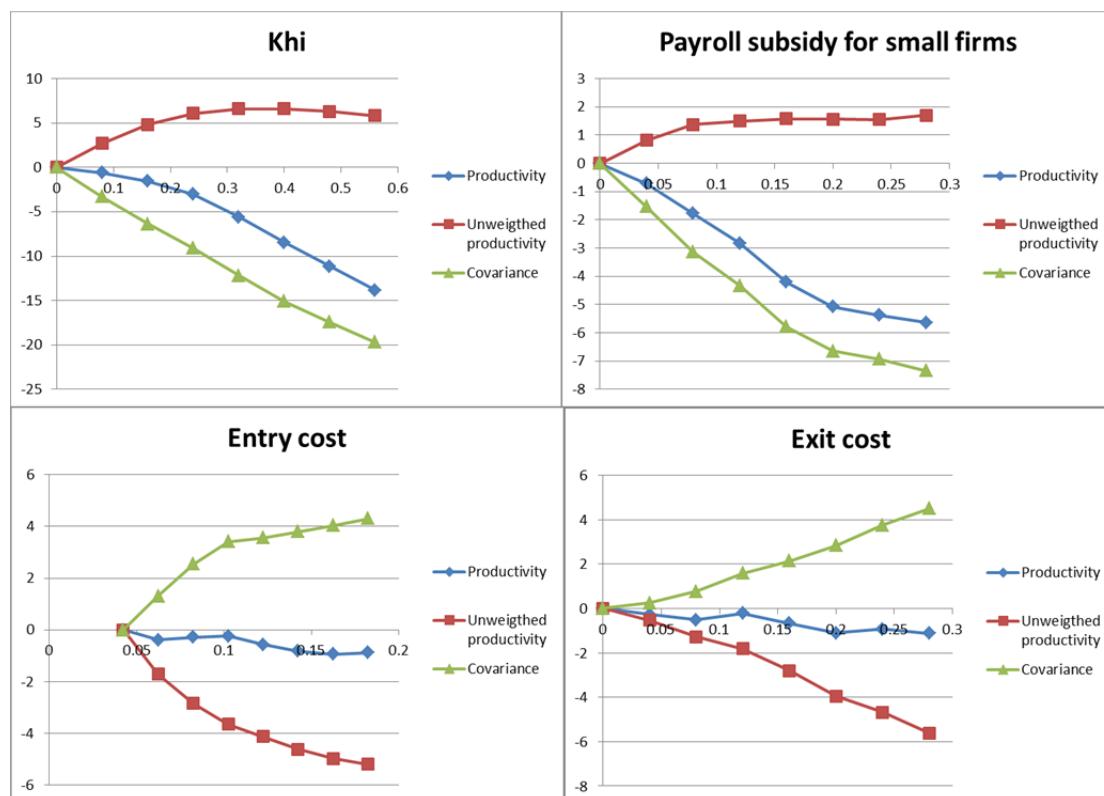 Khi
10
5
0
-5
-10
-15
-20
-25
0 0.1 0.2 0.3 0.4 0.5 0.6
Productivity
Unweigthed
productivity
Covariance
Payroll subsidy for small firms
3
2
1
0
-1
-2
-3
-4
-5
-6
-7
-8
0 0.05 0.1 0.15 0.2 0.25 0.3
Productivity
Unweigthed
productivity
Covariance
Entry cost
6
4
2
0
-2
-4
-6
0 0.05 0.1 0.15 0.2
Productivity
Unweigthed
productivity
Covariance
Exit cost
6
4
2
0
-2
-4
-6
-8
0 0.05 0.1 0.15 0.2 0.25 0.3
Productivity
Unweigthed
productivity
Covariance